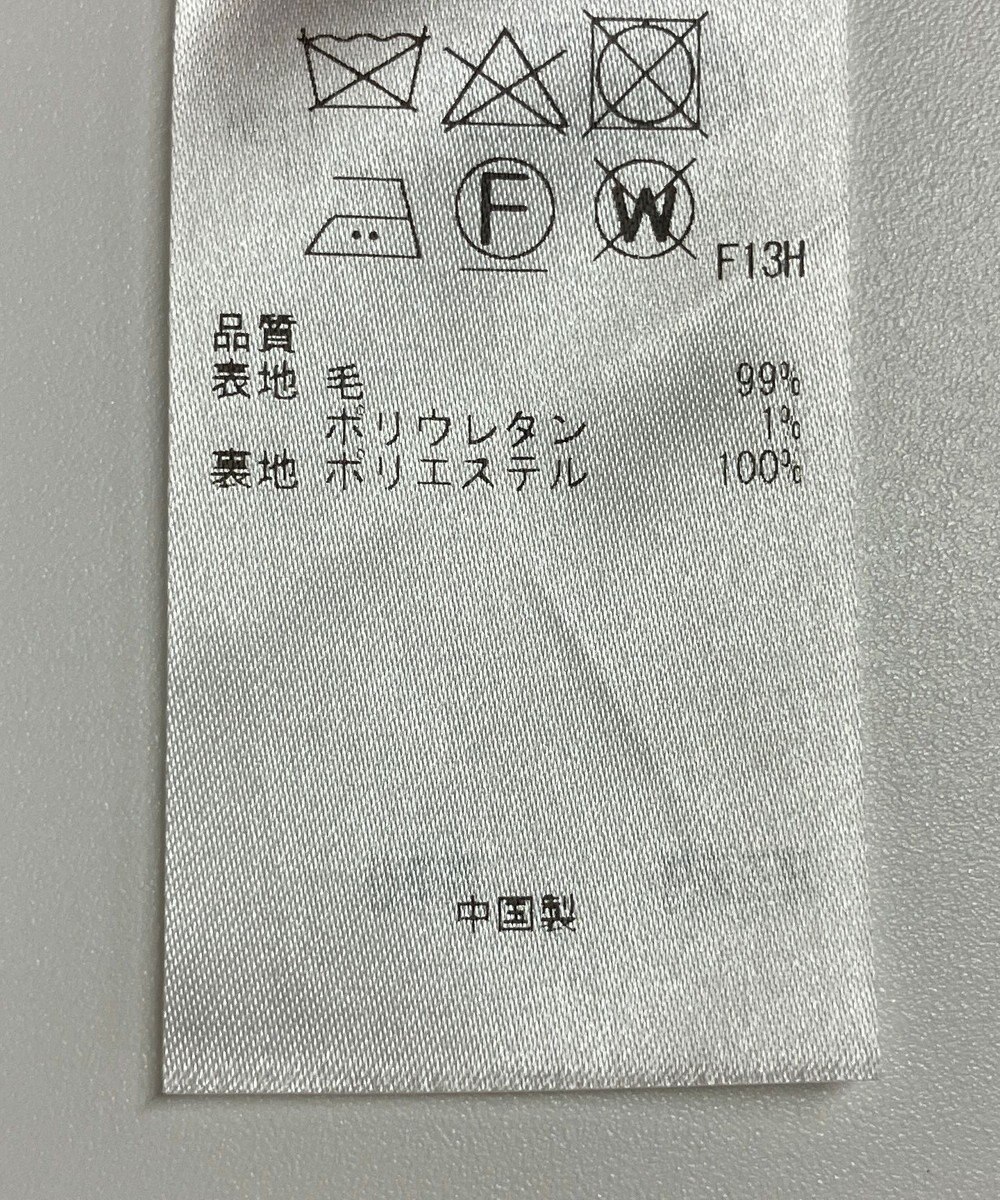 F W F13H
品質
表地 毛 99%
ポリウレタン 1%
裏地 ポリエステル 100%
中国製